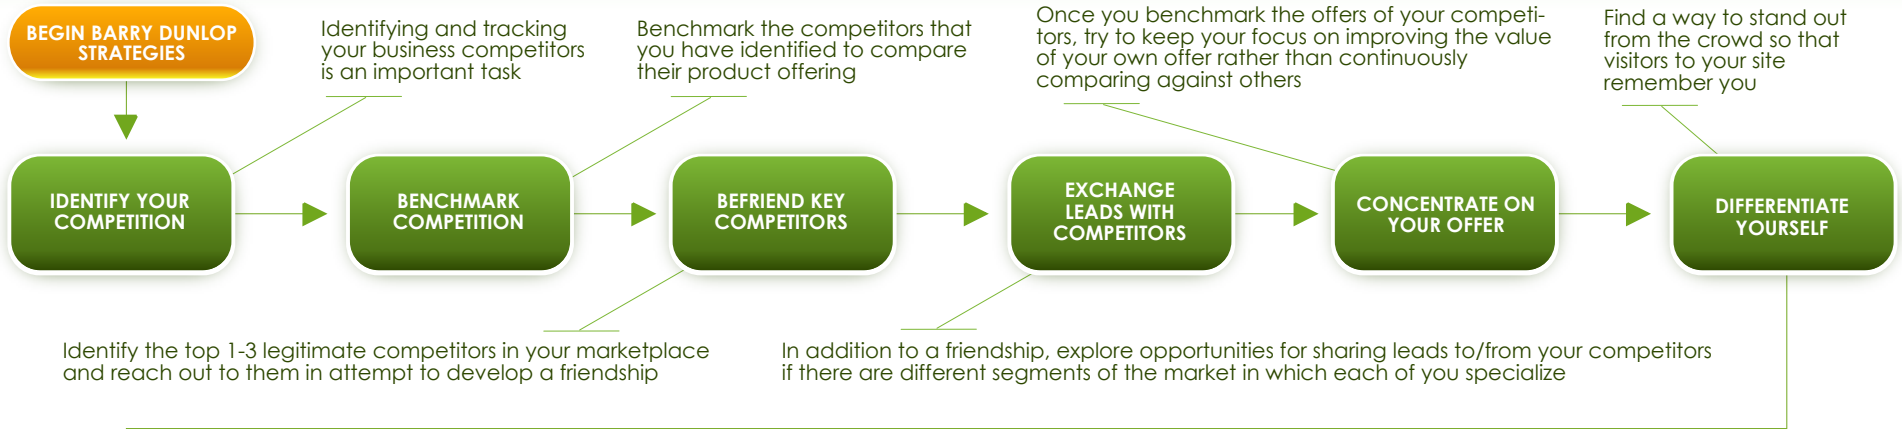 BEGIN BARRY DUNLOP
STRATEGIES
Identifying and tracking
your business competitors
is an important task
Benchmark the competitors that
you have identified to compare
their product offering
Once you benchmark the offers of your competi-
tors, try to keep your focus on improving the value
of your own offer rather than continuously
comparing against others
Find a way to stand out
from the crowd so that
visitors to your site
remember you
IDENTIFY YOUR
COMPETITION
BENCHMARK
COMPETITION
BEFRIEND KEY
COMPETITORS
EXCHANGE
LEADS WITH
COMPETITORS
CONCENTRATE ON
YOUR OFFER
DIFFERENTIATE
YOURSELF
Identify the top 1-3 legitimate competitors in your marketplace
and reach out to them in attempt to develop a friendship
In addition to a friendship, explore opportunities for sharing leads to/from your competitors
if there are different segments of the market in which each of you specialize